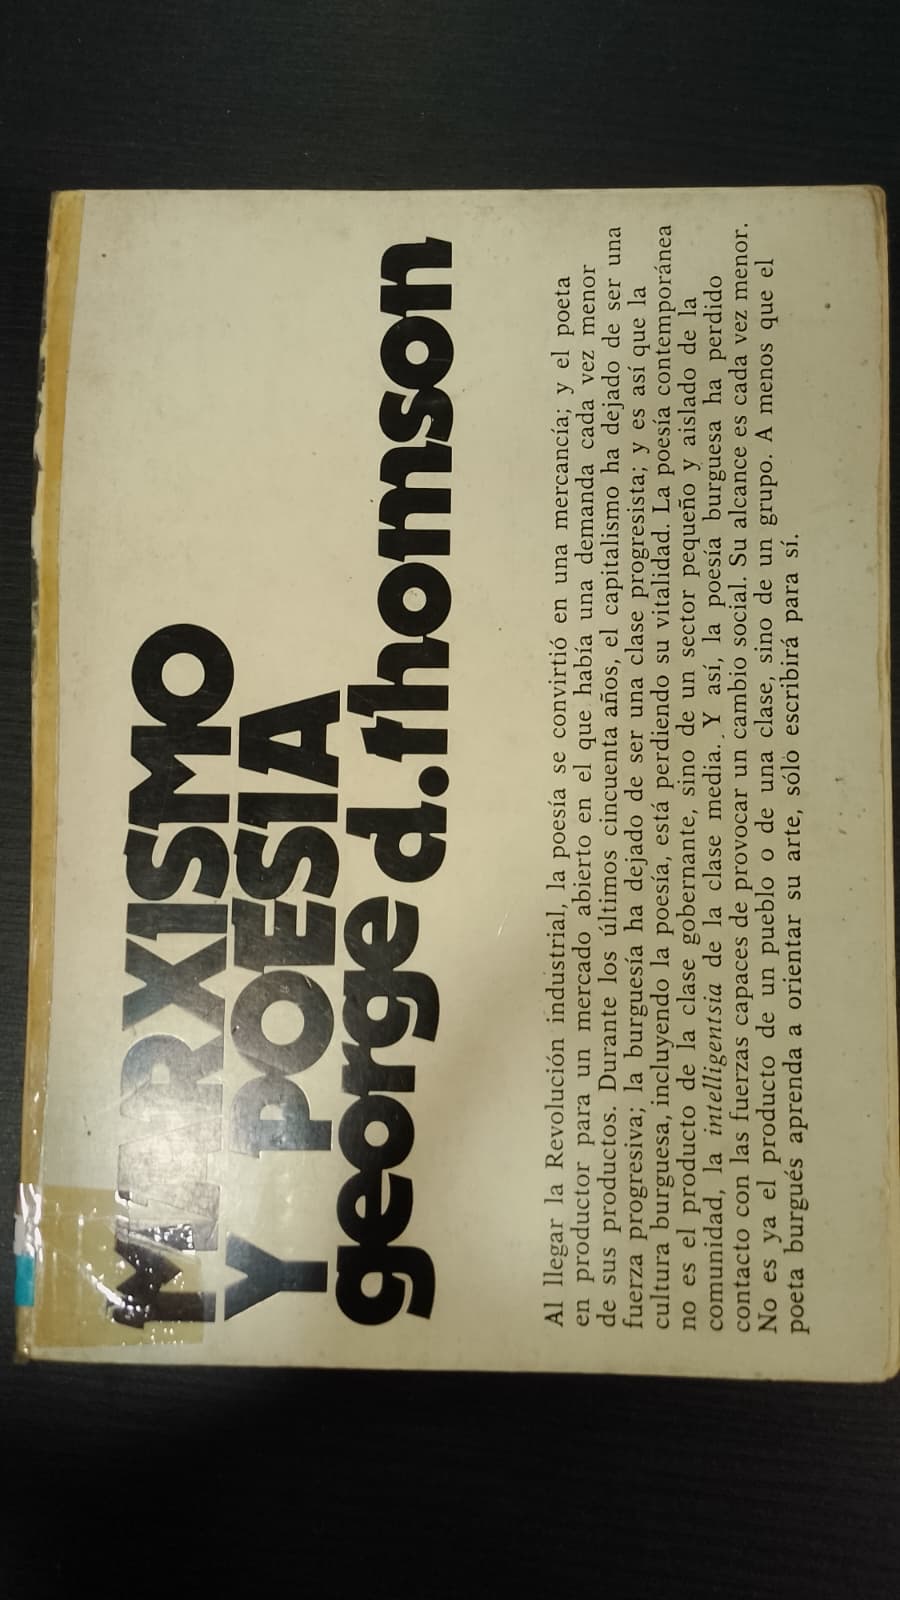 MARXISMO
Y POESIA
george d. thomson
Al llegar la Revolución industrial, la poesía se convirtió en una mercancía; y el poeta
en productor para un mercado abierto en el que había una demanda cada vez menor
de sus productos. Durante los últimos cincuenta años, el capitalismo ha dejado de ser una
fuerza progresiva; la burguesía ha dejado de ser una clase progresista; y es así que la
cultura burguesa, incluyendo la poesía, está perdiendo su vitalidad. La poesía contemporánea
no es el producto de la clase gobernante, sino de un sector pequeño y aislado de la
comunidad, la intelligentsia de la clase media. Y así, la poesía burguesa ha perdido
contacto con las fuerzas capaces de provocar un cambio social. Su alcance es cada vez menor.
No es ya el producto de un pueblo o de una clase, sino de un grupo. A menos que el
poeta burgués aprenda a orientar su arte, sólo escribirá para sí.